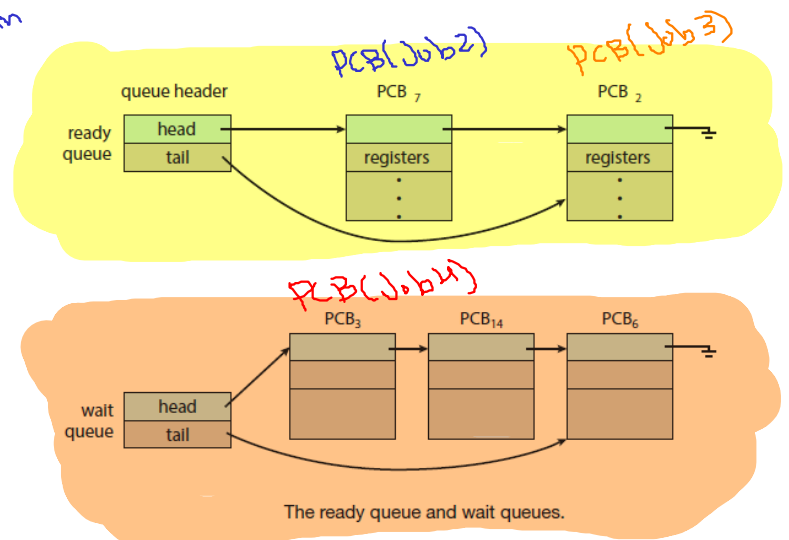 PCB(Job2)
PCB(Job3)
queue header
PCB 7
PCB 2
ready queue
head
tail
registers
registers
PCB(Job4)
PCB3
PCB14
PCB6
wait queue
head
tail
The ready queue and wait queues.